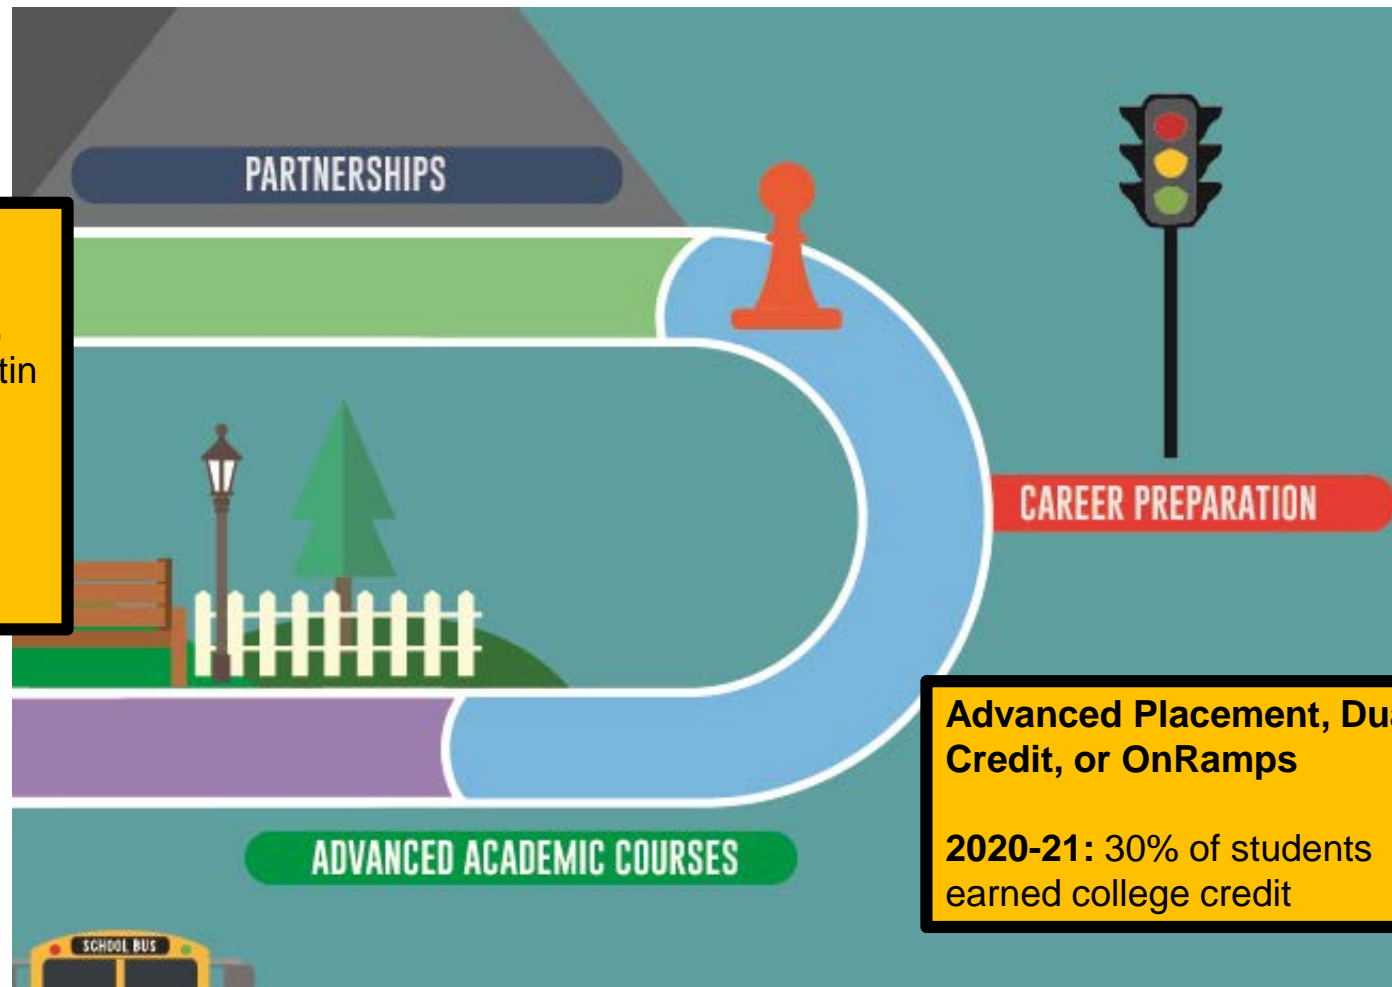 PARTNERSHIPS
tin
CAREER PREPARATION
Advanced Placement,
Credit, or OnRamps
2020-21: 30% of students
earned college credit
ADVANCED ACADEMIC COURSES
SCHOOL BUS